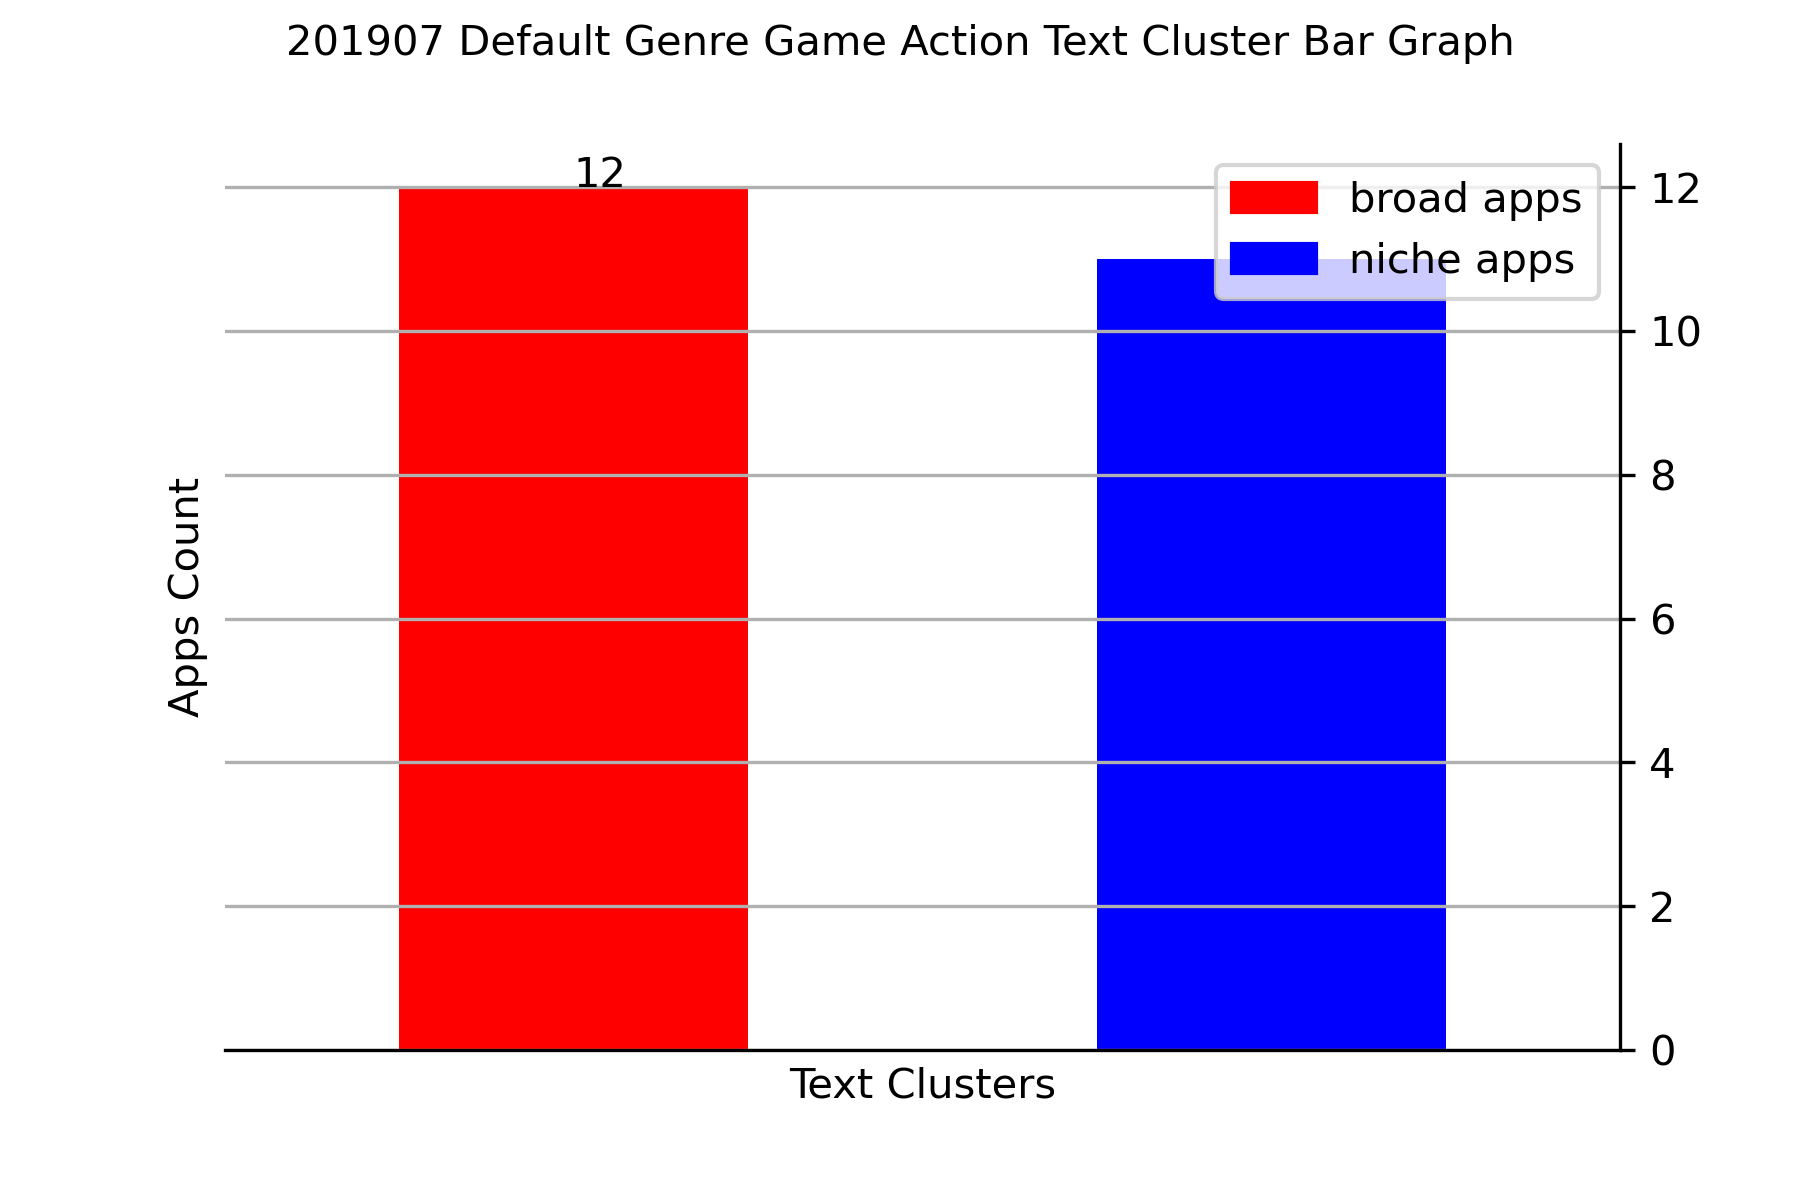 201907 Default Genre Game Action Text Cluster Bar Graph
12
broad apps
niche apps
12
10
8
6
4
2
0
Apps Count
Text Clusters